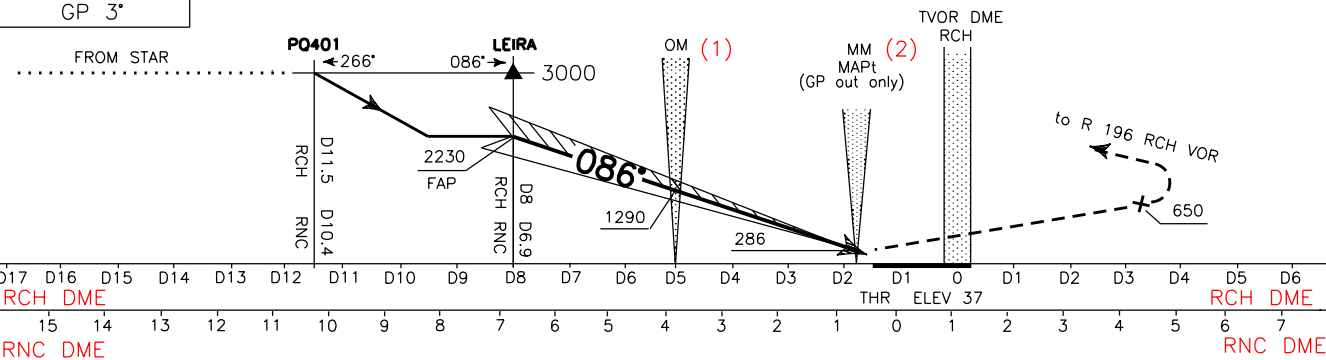 GP 3°
FROM STAR
PQ401
266°
086°
LEIRA
3000
OM (1)
MM (2)
MAPt
(GP out only)
TVOR DME
RCH
to R 196 RCH VOR
650
D11.5 D10.4
RCH RNC
2230
FAP
D8 D6.9
RCH RNC
086°
1290
286
D17 D16 D15 D14 D13 D12 D11 D10 D9 D8 D7 D6 D5 D4 D3 D2 D1 0 D1 D2 D3 D4 D5 D6
RCH DME THR ELEV 37 RCH DME
15 14 13 12 11 10 9 8 7 6 5 4 3 2 1 0 1 2 3 4 5 6 7
RNC DME RNC DME